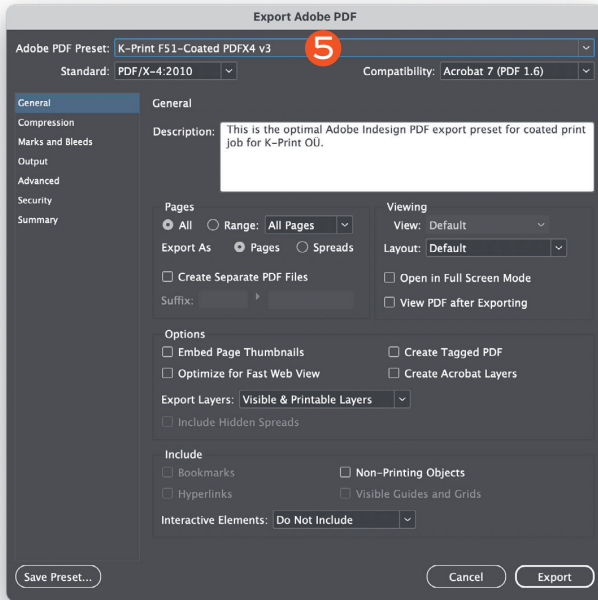 Export Adobe PDF
Adobe PDF Preset: K-Print F51-Coated PDFX4 v3
5
Standard: PDF/X-4:2010 Compatibility: Acrobat 7 (PDF 1.6)
General
Compression
Marks and Bleeds
Output
Advanced
Security
Summary
General
Description: This is the optimal Adobe Indesign PDF export preset for coated print
job for K-Print OÜ.
Pages
All Range: All Pages
Export As Pages Spreads
Create Separate PDF Files
Suffix:
Viewing
View: Default
Layout: Default
Open in Full Screen Mode
View PDF after Exporting
Options
Embed Page Thumbnails Create Tagged PDF
Optimize for Fast Web View Create Acrobat Layers
Export Layers: Visible & Printable Layers
Include Hidden Spreads
Include
Bookmarks Non-Printing Objects
Hyperlinks Visible Guides and Grids
Interactive Elements: Do Not Include
Save Preset... Cancel Export